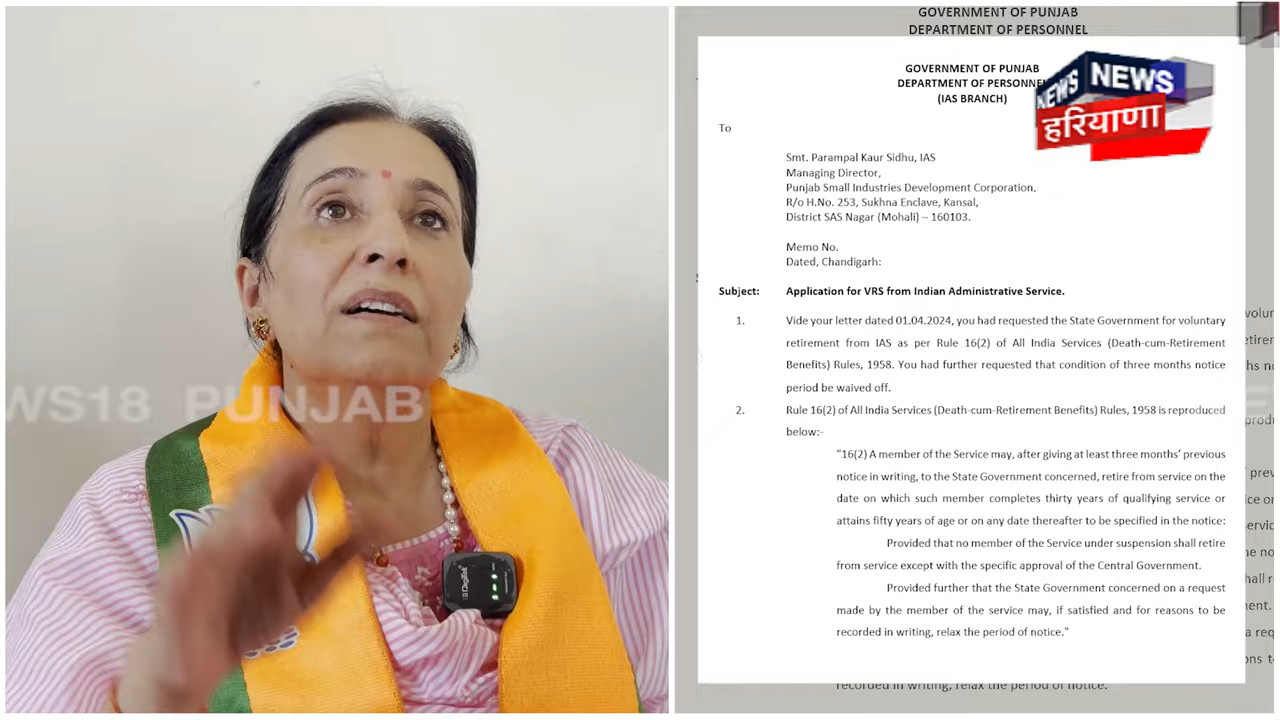 GOVERNMENT OF PUNJAB
DEPARTMENT OF PERSONNEL
GOVERNMENT OF PUNJAB
DEPARTMENT OF PERSONNEL
(IAS BRANCH)
NEWS NEWS
हरियाणा
To
Smt. Parampal Kaur Sidhu, IAS
Managing Director,
Punjab Small Industries Development Corporation.
R/o H.No. 253, Sukhna Enclave, Kansal,
District SAS Nagar (Mohali) – 160103.
Memo No.
Dated, Chandigarh:
Subject: Application for VRS from Indian Administrative Service.
1. Vide your letter dated 01.04.2024, you had requested the State Government for voluntary
retirement from IAS as per Rule 16(2) of All India Services (Death-cum-Retirement
Benefits) Rules, 1958. You had further requested that condition of three months notice
period be waived off.
2. Rule 16(2) of All India Services (Death-cum-Retirement Benefits) Rules, 1958 is reproduced
below:-
"16(2) A member of the Service may, after giving at least three months' previous
notice in writing, to the State Government concerned, retire from service on the
date on which such member completes thirty years of qualifying service or
attains fifty years of age or on any date thereafter to be specified in the notice:
Provided that no member of the Service under suspension shall retire
from service except with the specific approval of the Central Government.
Provided further that the State Government concerned on a request
made by the member of the service may, if satisfied and for reasons to be
recorded in writing, relax the period of notice."
recorded in writing, relax the period of notice."
WS18 PUNJAB